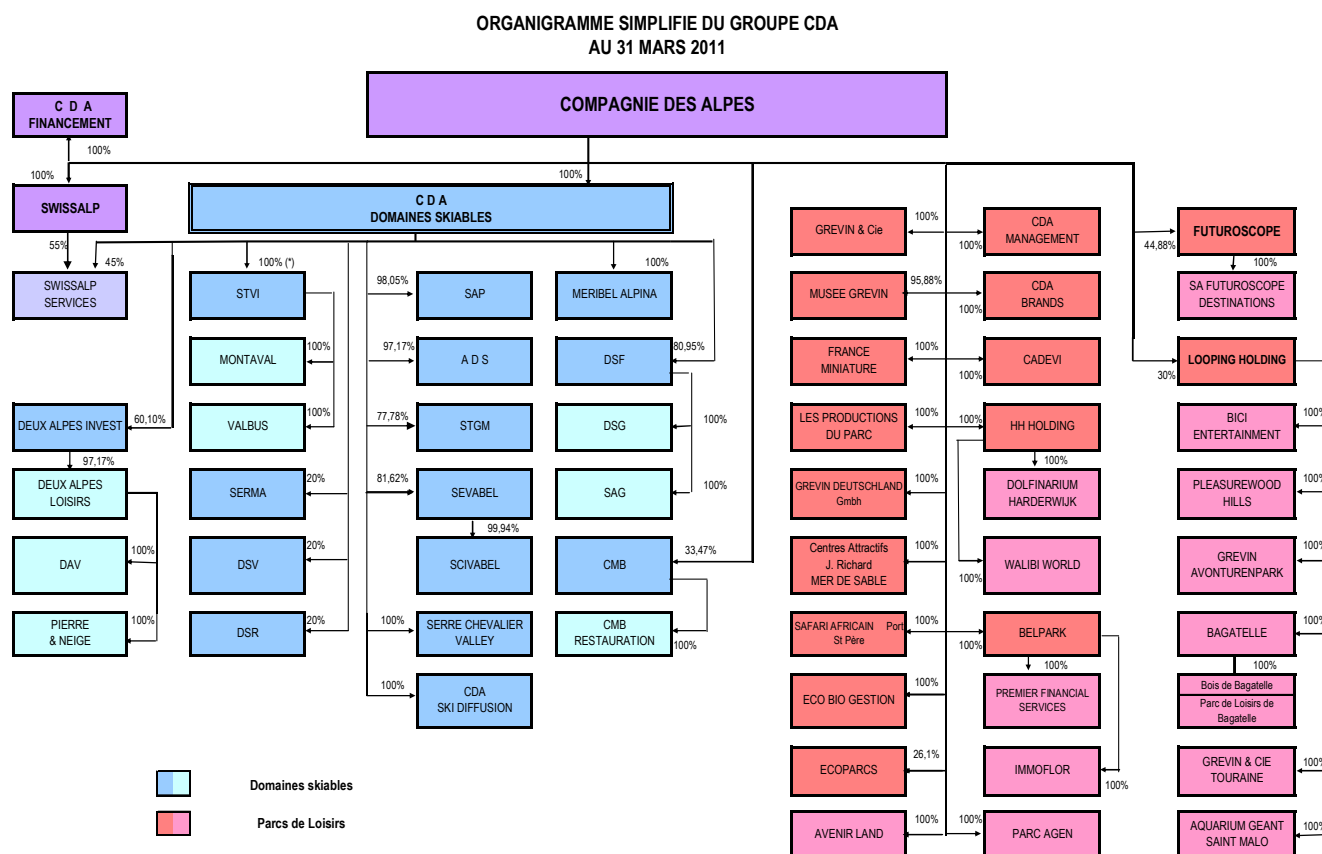 ORGANIGRAMME SIMPLIFIE DU GROUPE CDA
AU 31 MARS 2011
C D A
FINANCEMENT
COMPAGNIE DES ALPES
100%
100%
100%
SWISSALP
C D A
DOMAINES SKIABLES
55%
45%
100% (*)
100%
SWISSALP
SERVICES
STVI
98,05%
SAP
MERIBEL ALPINA
MONTAVAL
100%
97,17%
A D S
DSF
80,95%
DEUX ALPES INVEST
60,10%
VALBUS
100%
77,78%
STGM
DSG
100%
97,17%
DEUX ALPES
LOISIRS
SERMA
20%
81,62%
SEVABEL
SAG
100%
99,94%
DAV
100%
DSV
20%
SCIVABEL
CMB
33,47%
PIERRE
& NEIGE
100%
DSR
20%
100%
SERRE CHEVALIER
VALLEY
CMB
RESTAURATION
100%
100%
CDA
SKI DIFFUSION
GREVIN & Cie
100%
100%
CDA
MANAGEMENT
44,88%
FUTUROSCOPE
100%
MUSEE GREVIN
95,88%
100%
CDA
BRANDS
SA FUTUROSCOPE
DESTINATIONS
FRANCE
MINIATURE
100%
100%
CADEVI
30%
LOOPING HOLDING
LES PRODUCTIONS
DU PARC
100%
100%
HH HOLDING
BICI
ENTERTAINMENT
100%
100%
GREVIN DEUTSCHLAND
Gmbh
100%
DOLFINARIUM
HARDERWIJK
PLEASUREWOOD
HILLS
100%
Centres Attractifs
J. Richard
MER DE SABLE
100%
100%
WALIBI WORLD
GREVIN
AVONTURENPARK
100%
SAFARI AFRICAIN Port
St Père
100%
100%
BELPARK
BAGATELLE
100%
100%
100%
ECO BIO GESTION
100%
PREMIER FINANCIAL
SERVICES
Bois de Bagatelle
Parc de Loisirs de
Bagatelle
ECOPARCS
26,1%
IMMOFLOR
100%
GREVIN & CIE
TOURAINE
100%
AVENIR LAND
100%
100%
PARC AGEN
AQUARIUM GEANT
SAINT MALO
100%
Domaines skiables
Parcs de Loisirs